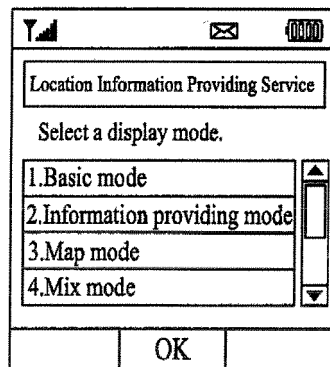 Location Information Providing Service
Select a display mode.
1.Basic mode
2.Information providing mode
3.Map mode
4.Mix mode
OK